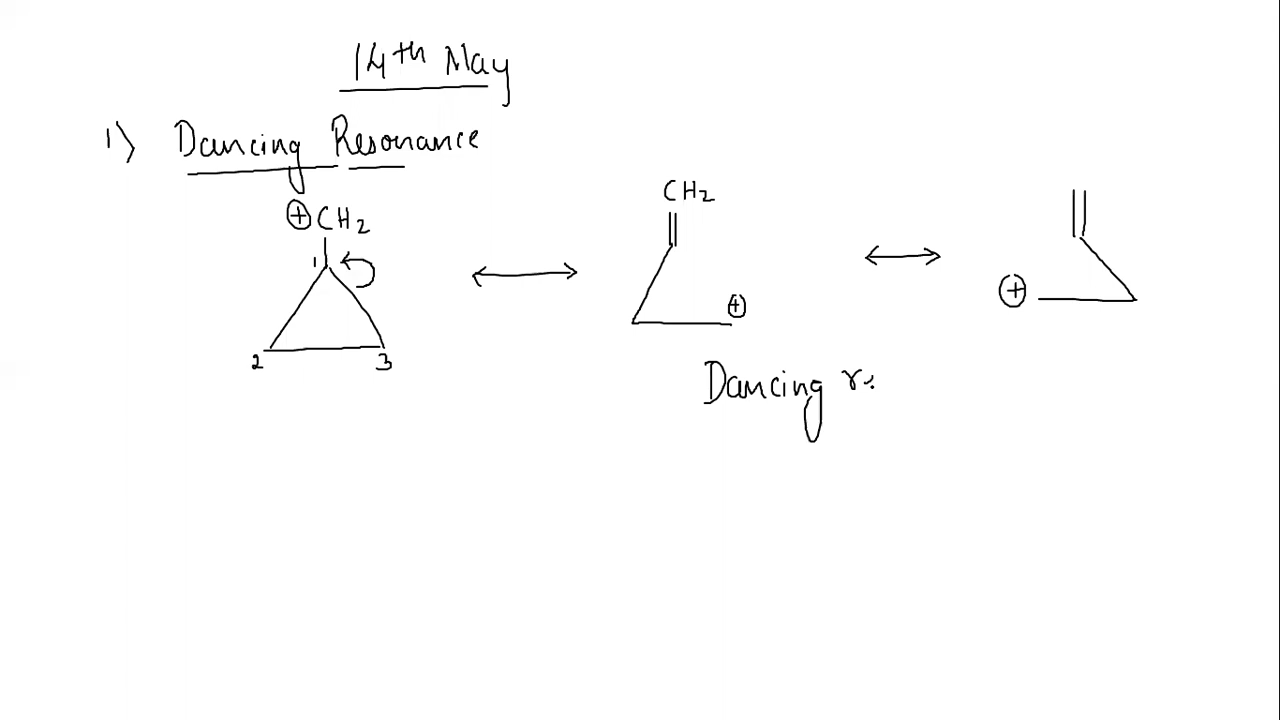 14th May
1) Dancing Resonance
⊕ CH2
CH2
1
⊕
⊕
2 3
Dancing r.